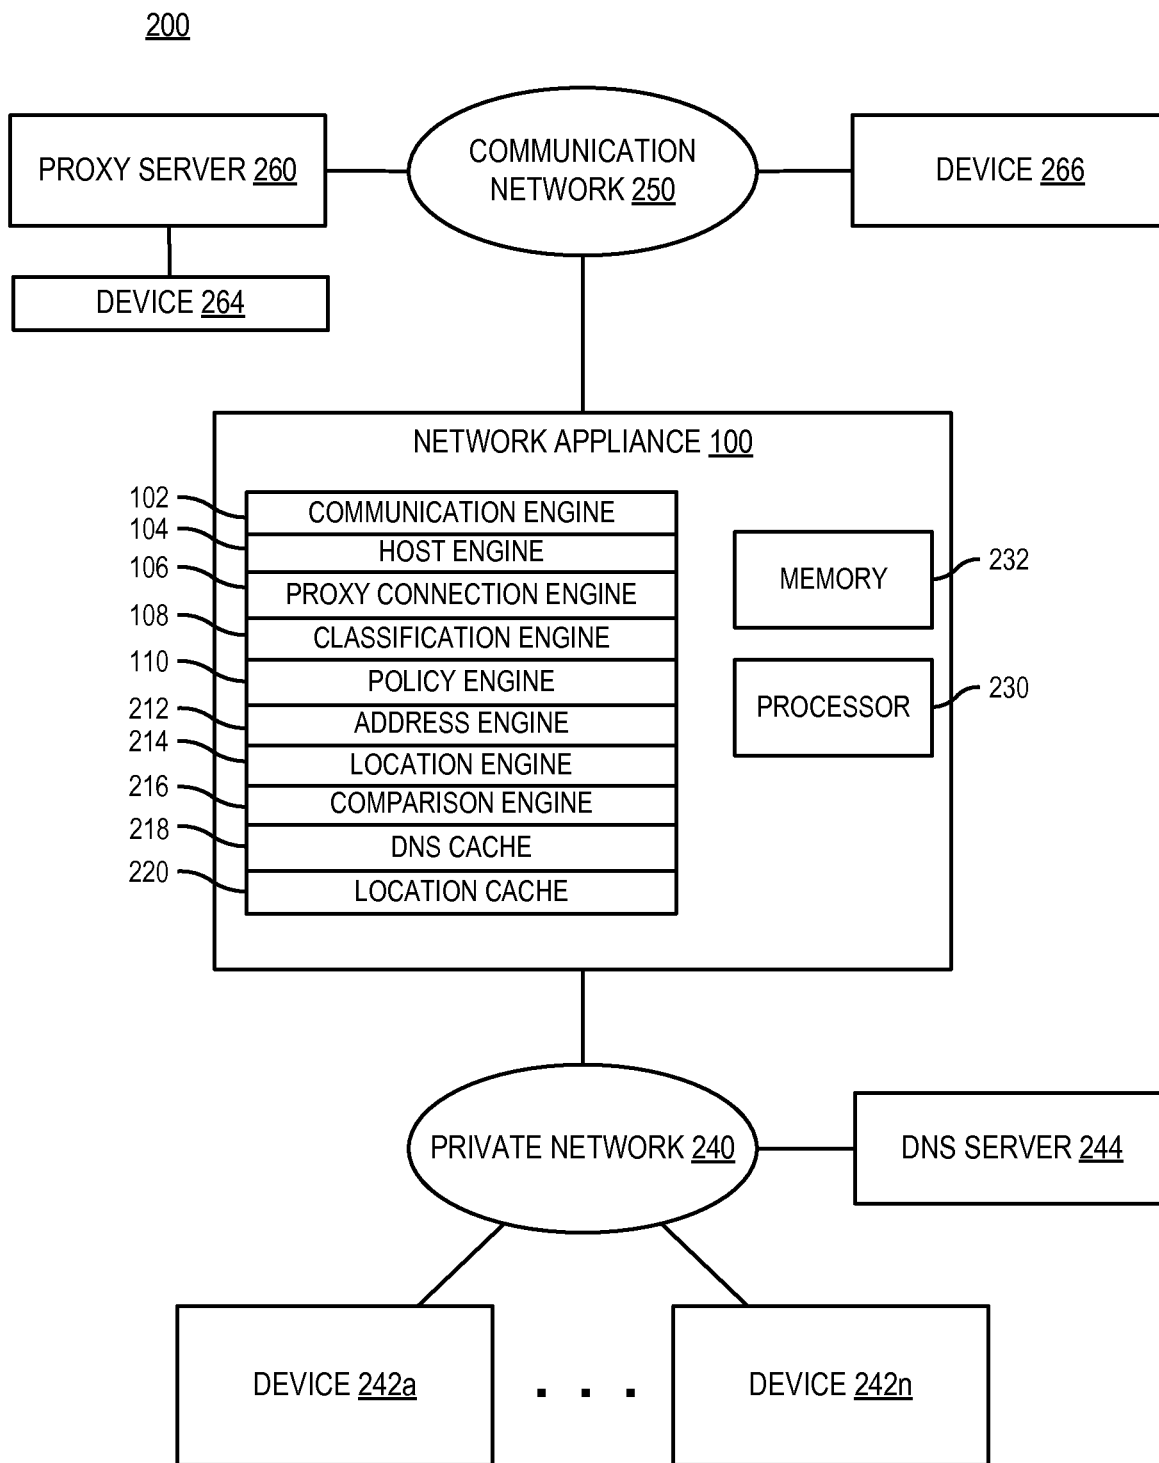 200
PROXY SERVER 260
COMMUNICATION
NETWORK 250
DEVICE 266
DEVICE 264
NETWORK APPLIANCE 100
102
COMMUNICATION ENGINE
104
HOST ENGINE
106
PROXY CONNECTION ENGINE
108
CLASSIFICATION ENGINE
110
POLICY ENGINE
212
ADDRESS ENGINE
214
LOCATION ENGINE
216
COMPARISON ENGINE
218
DNS CACHE
220
LOCATION CACHE
MEMORY
232
PROCESSOR
230
PRIVATE NETWORK 240
DNS SERVER 244
DEVICE 242a
. . .
DEVICE 242n